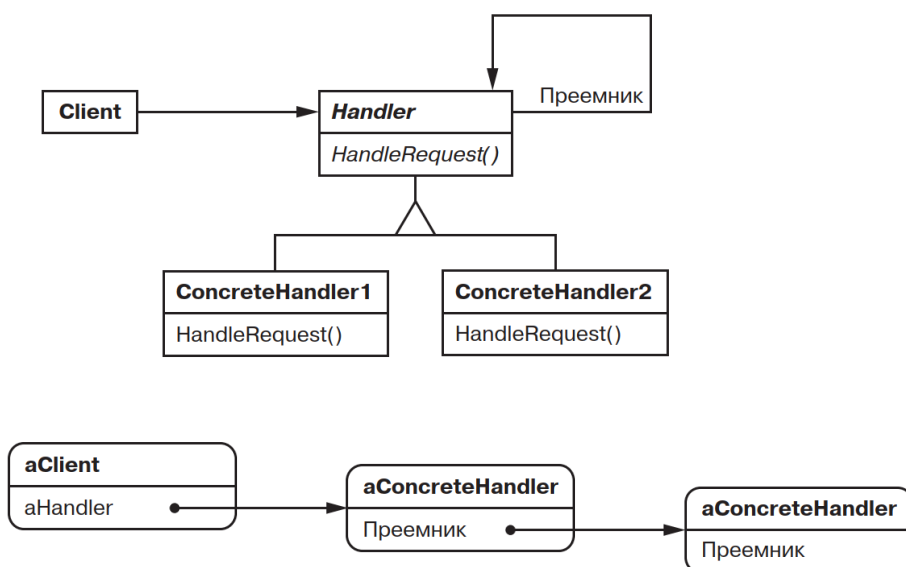 Преемник
Client
Handler
HandleRequest()
ConcreteHandler1
HandleRequest()
ConcreteHandler2
HandleRequest()
aClient
aHandler
aConcreteHandler
Преемник
aConcreteHandler
Преемник